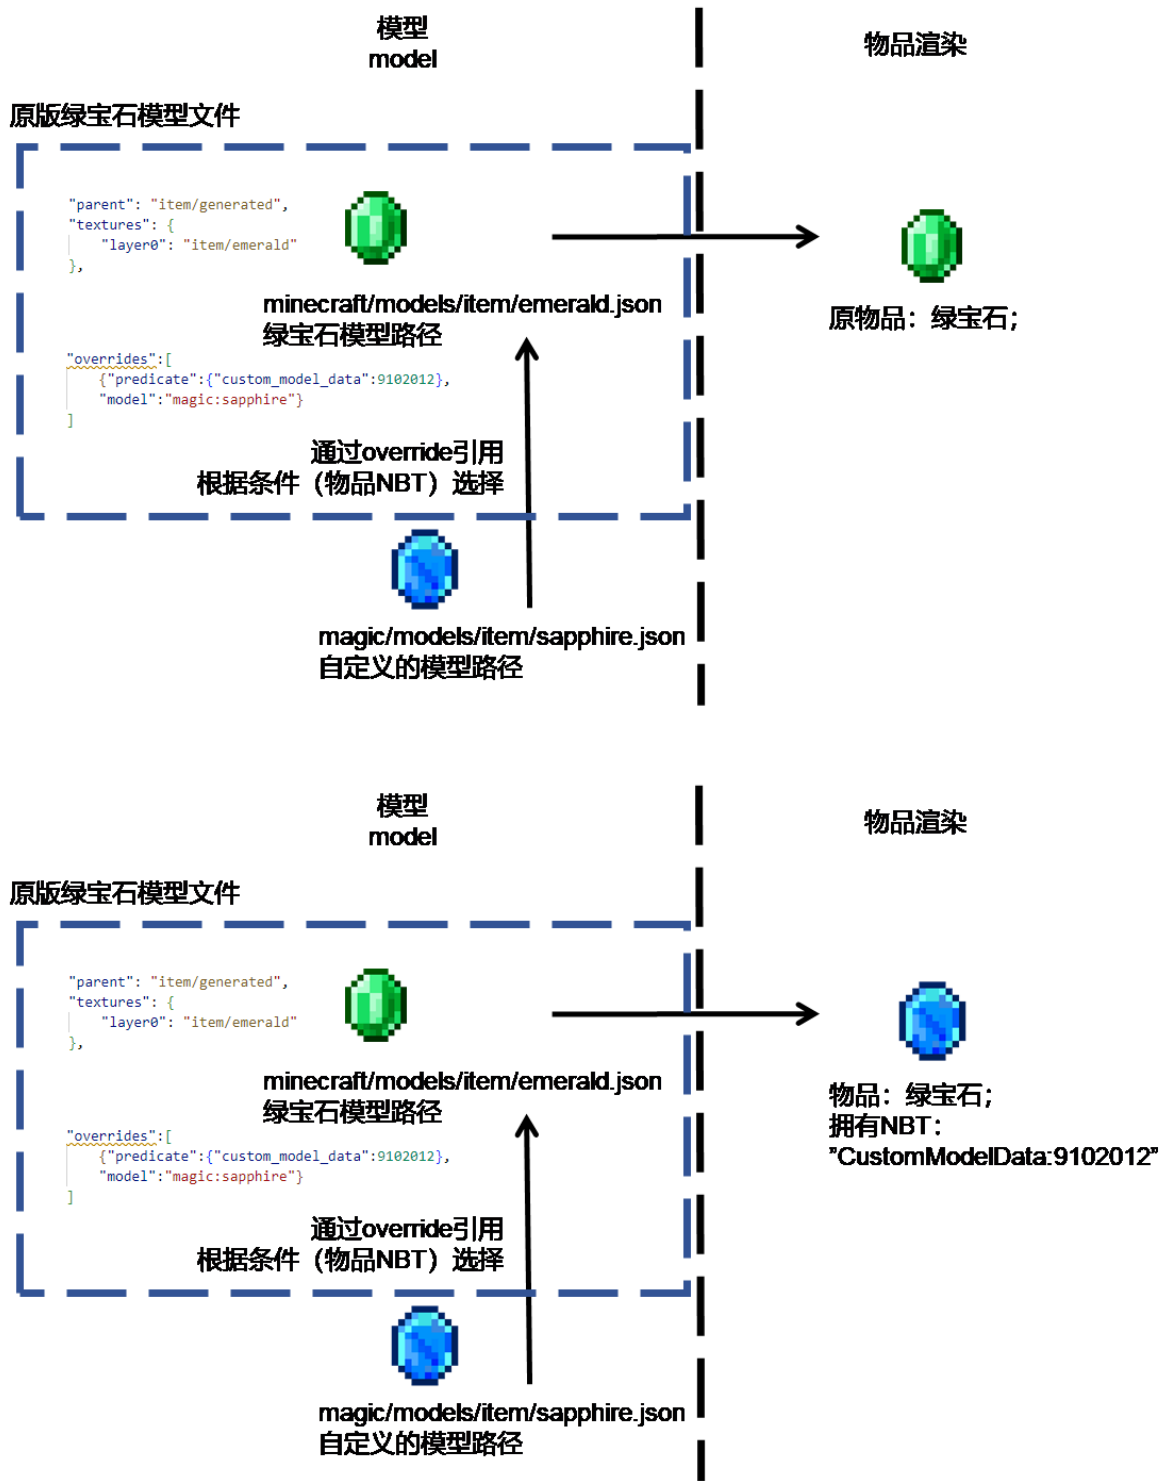 模型
model
物品渲染
原版绿宝石模型文件
"parent": "item/generated",
"textures": {
"layer0": "item/emerald"
},
minecraft/models/item/emerald.json
绿宝石模型路径
原物品：绿宝石；
"overrides":[
{"predicate":{"custom_model_data":9102012},
"model":"magic:sapphire"}
]
通过override引用
根据条件（物品NBT）选择
magic/models/item/sapphire.json
自定义的模型路径
模型
model
物品渲染
原版绿宝石模型文件
"parent": "item/generated",
"textures": {
"layer0": "item/emerald"
},
minecraft/models/item/emerald.json
绿宝石模型路径
物品：绿宝石；
拥有NBT：
”CustomModelData:9102012”
"overrides":[
{"predicate":{"custom_model_data":9102012},
"model":"magic:sapphire"}
]
通过override引用
根据条件（物品NBT）选择
magic/models/item/sapphire.json
自定义的模型路径